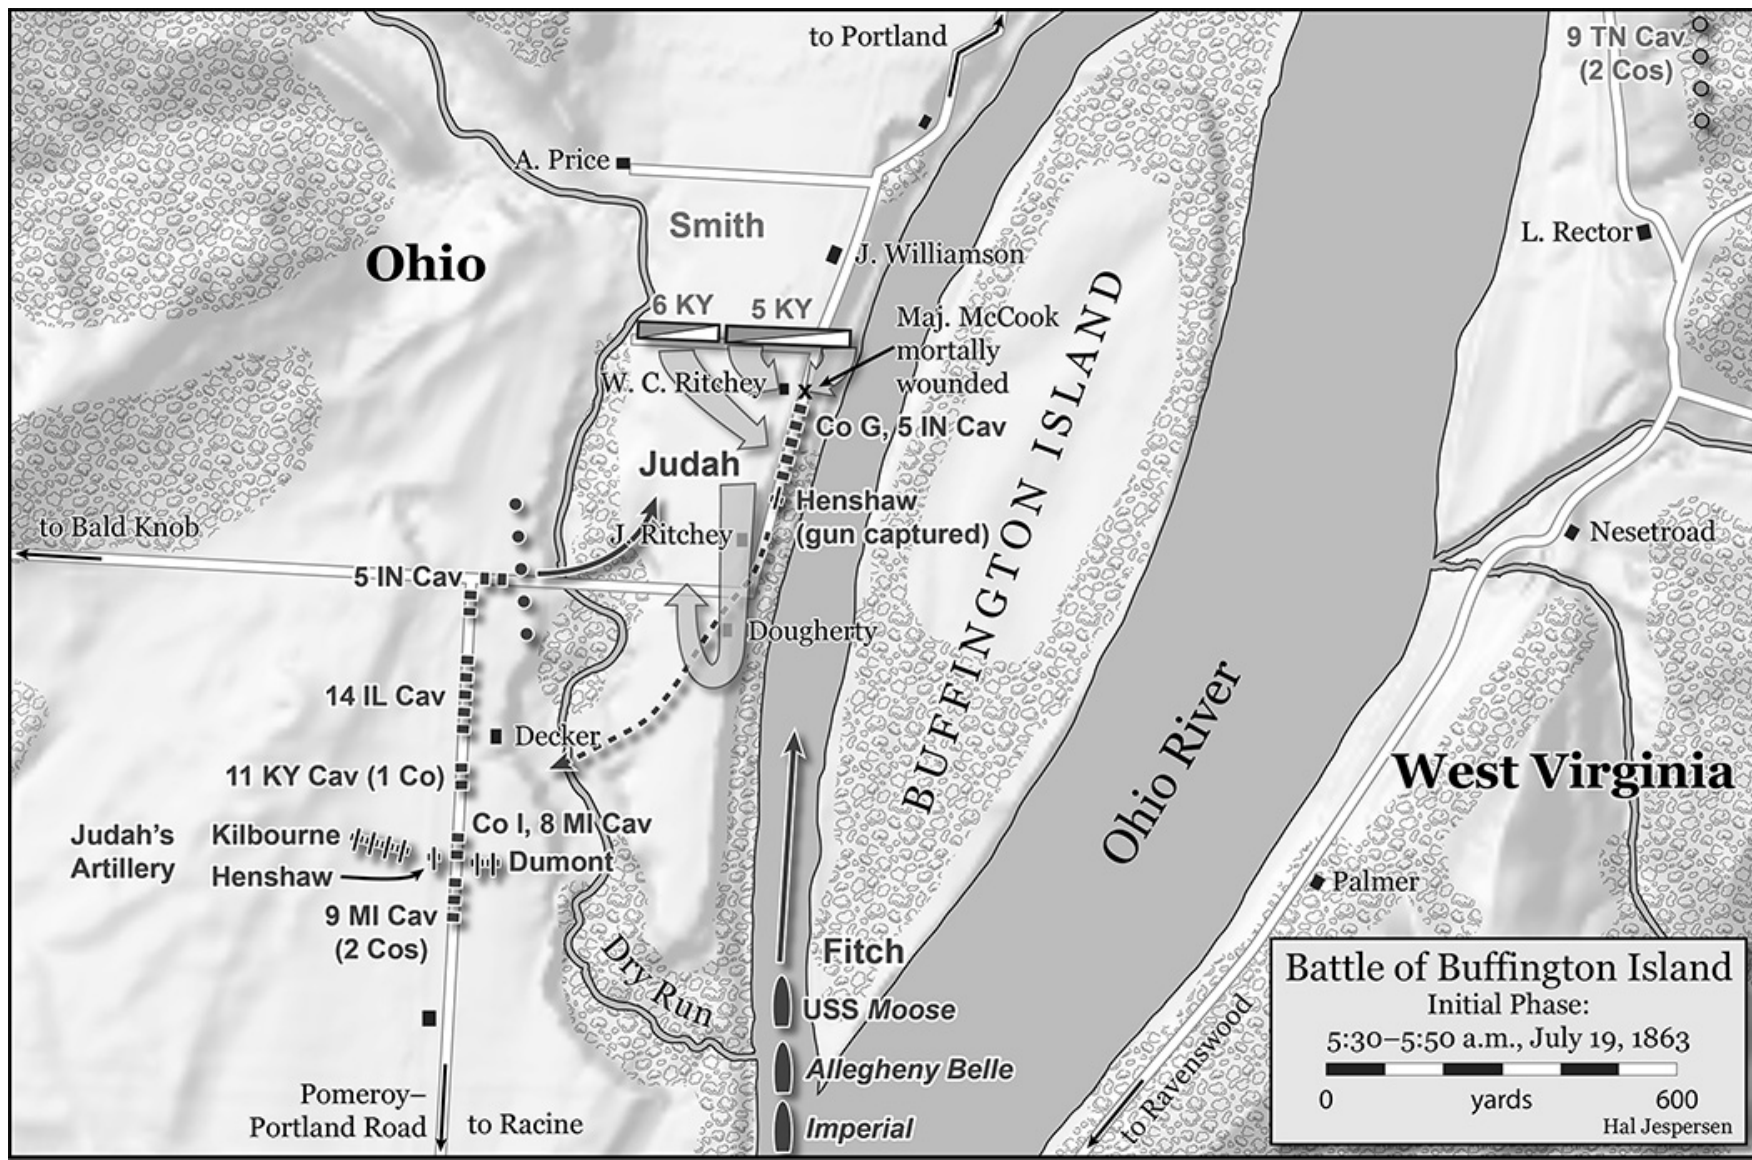 to Portland
9 TN Cav
(2 Cos)
A. Price
Smith
Ohio
J. Williamson
L. Rector
6 KY
5 KY
Maj. McCook
mortally
wounded
W. C. Ritchey
Co G, 5 IN Cav
Judah
Henshaw
(gun captured)
to Bald Knob
J. Ritchey
Nesetroad
5 IN Cav
Dougherty
BUFFINGTON ISLAND
14 IL Cav
Decker
Ohio River
West Virginia
11 KY Cav (1 Co)
Co I, 8 MI Cav
Judah's
Artillery
Kilbourne
Henshaw
Dumont
Palmer
9 MI Cav
(2 Cos)
Dry Run
Fitch
USS Moose
Allegheny Belle
Imperial
Pomeroy–
Portland Road
to Racine
to Ravenswood
Battle of Buffington Island
Initial Phase:
5:30–5:50 a.m., July 19, 1863
0 yards 600
Hal Jespersen